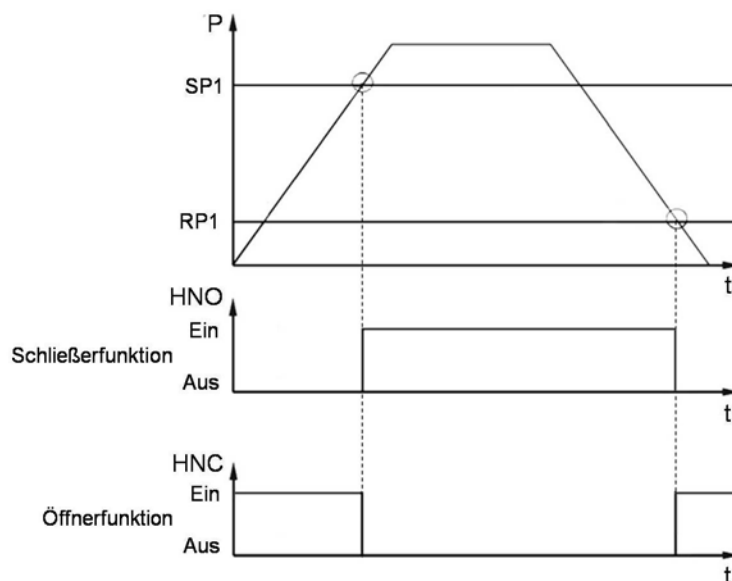 P
SP1
RP1
t
HNO
Ein
Schließerfunktion
Aus
t
HNC
Ein
Öffnerfunktion
Aus
t